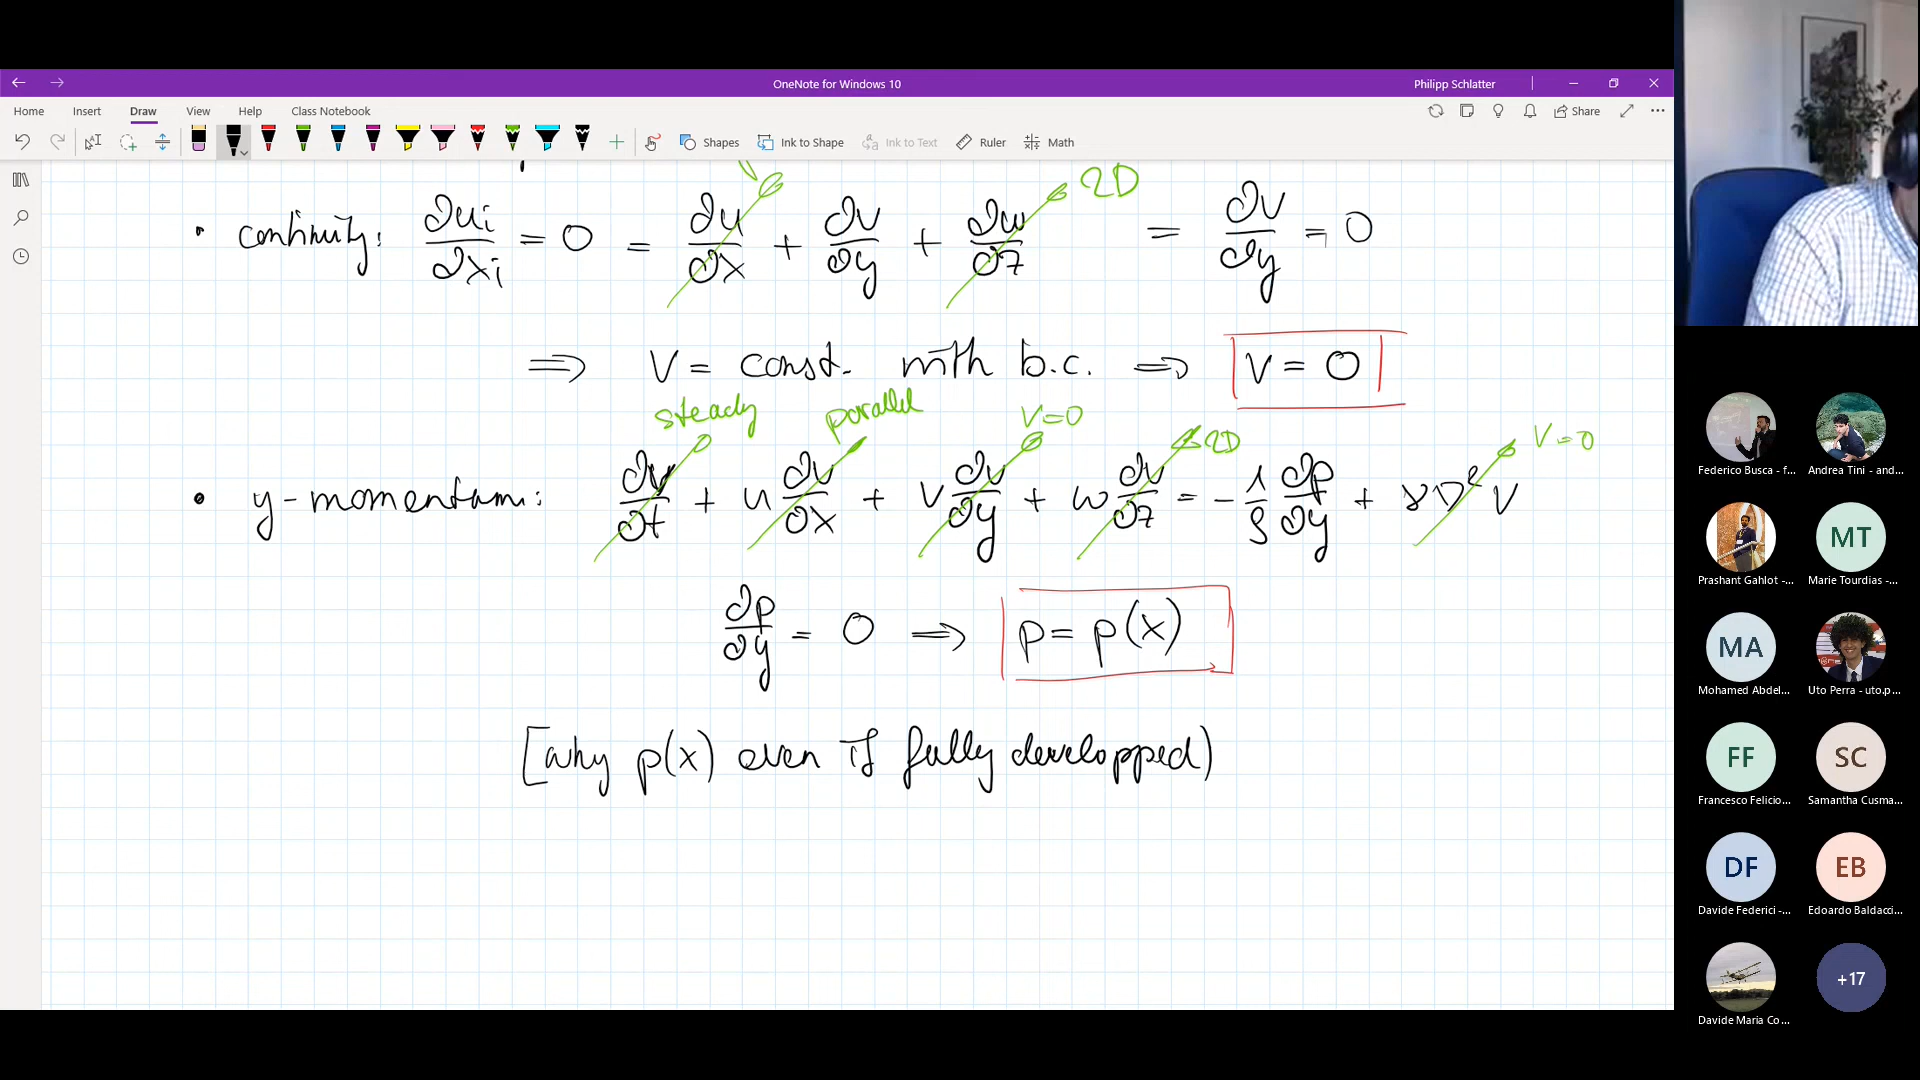 OneNote for Windows 10
Philipp Schlatter
Home Insert Draw View Help Class Notebook
Share
Shapes Ink to Shape Ink to Text Ruler Math
2D
• continuity: ∂ui/∂xi = 0 = ∂u/∂x + ∂v/∂y + ∂w/∂z = ∂v/∂y = 0
⇒ v = const. with b.c. ⇒ v = 0
steady parallel v=0 2D v=0
• y-momentum: ∂v/∂t + u ∂v/∂x + v ∂v/∂y + w ∂v/∂z = - 1/ρ ∂p/∂y + ν∇² v
∂p/∂y = 0 ⇒ p = p(x)
[why p(x) even if fully developped)
Federico Busca - f...
Andrea Tini - and...
Prashant Gahlot -...
MT
Marie Tourdias -...
MA
Mohamed Abdel...
Uto Perra - uto.p...
FF
Francesco Felicio...
SC
Samantha Cusma...
DF
Davide Federici -...
EB
Edoardo Baldacci...
Davide Maria Co...
+17